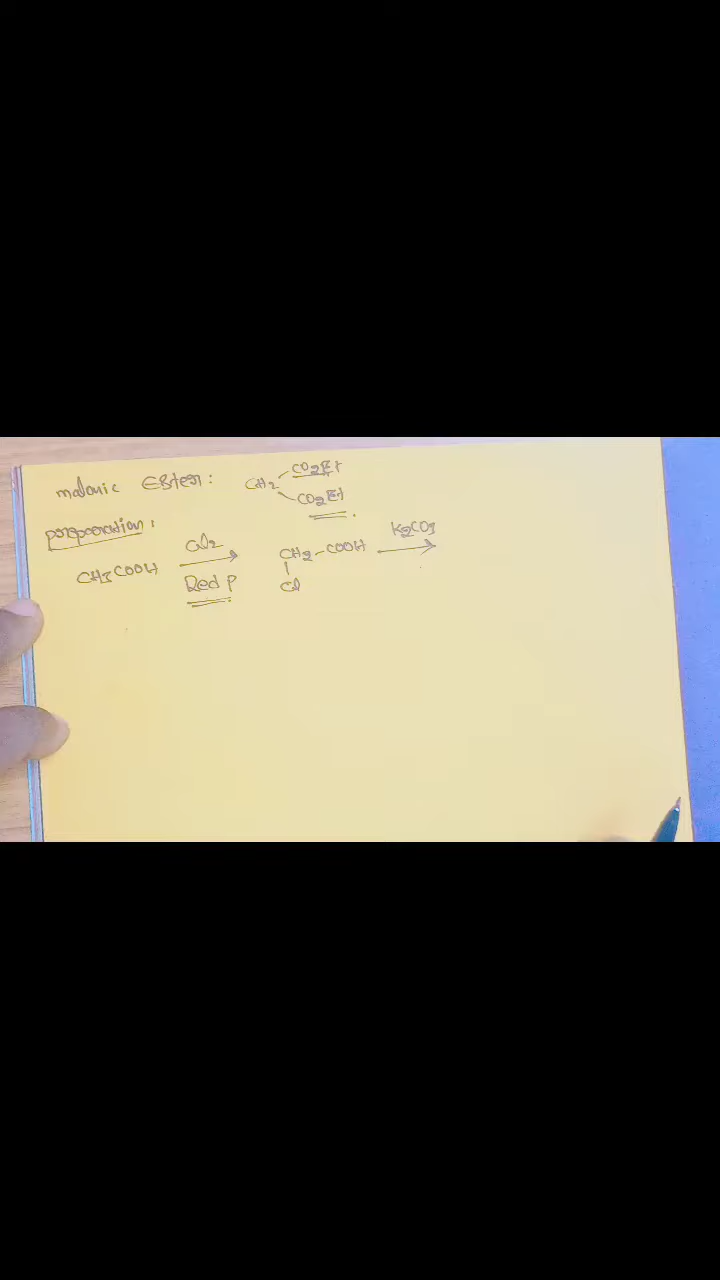 malonic Ester: CH2 CO2Et
CO2Et
preparation:
CH3COOH Cl2 CH2-COOH K2CO3
Red P Cl